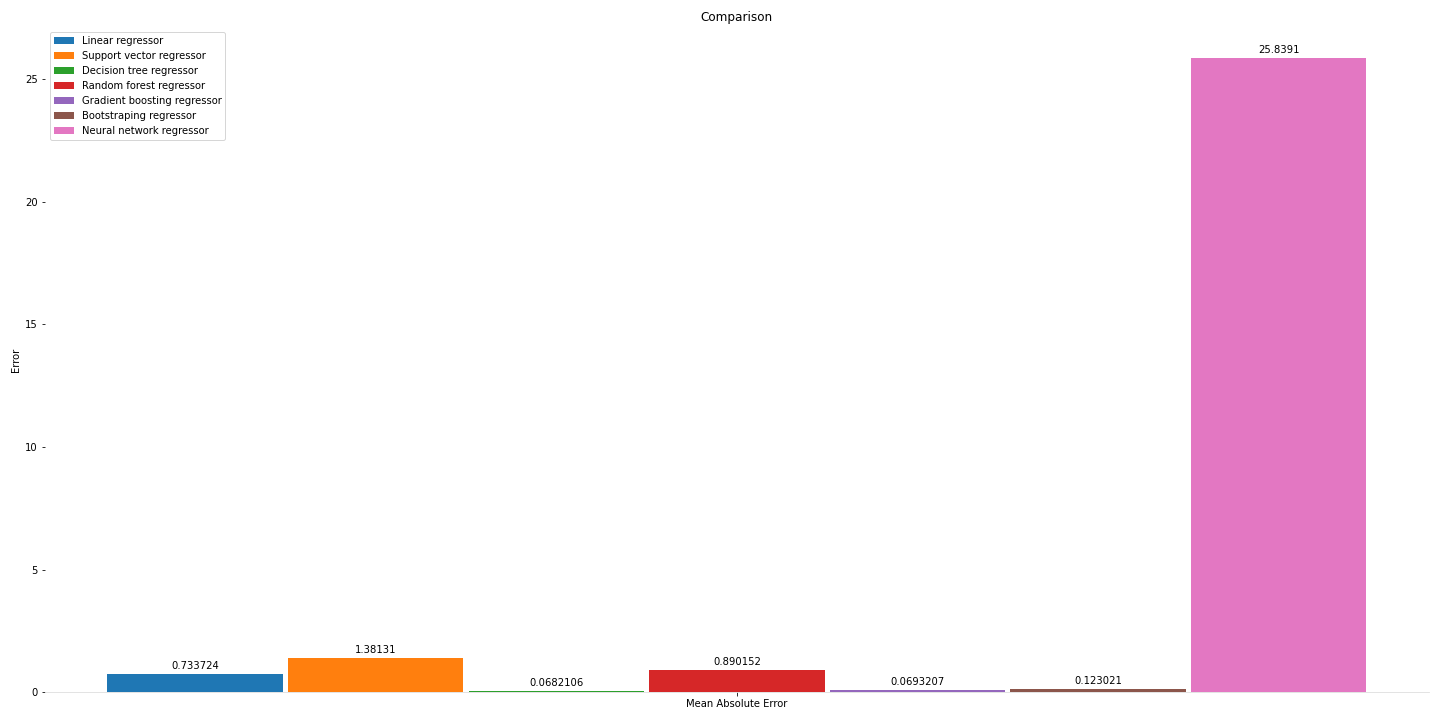 Comparison
Linear regressor
Support vector regressor
Decision tree regressor
Random forest regressor
Gradient boosting regressor
Bootstraping regressor
Neural network regressor
25.8391
25
20
15
Error
10
5
1.38131
0.733724
0.890152
0.0682106
0.0693207
0.123021
0
Mean Absolute Error